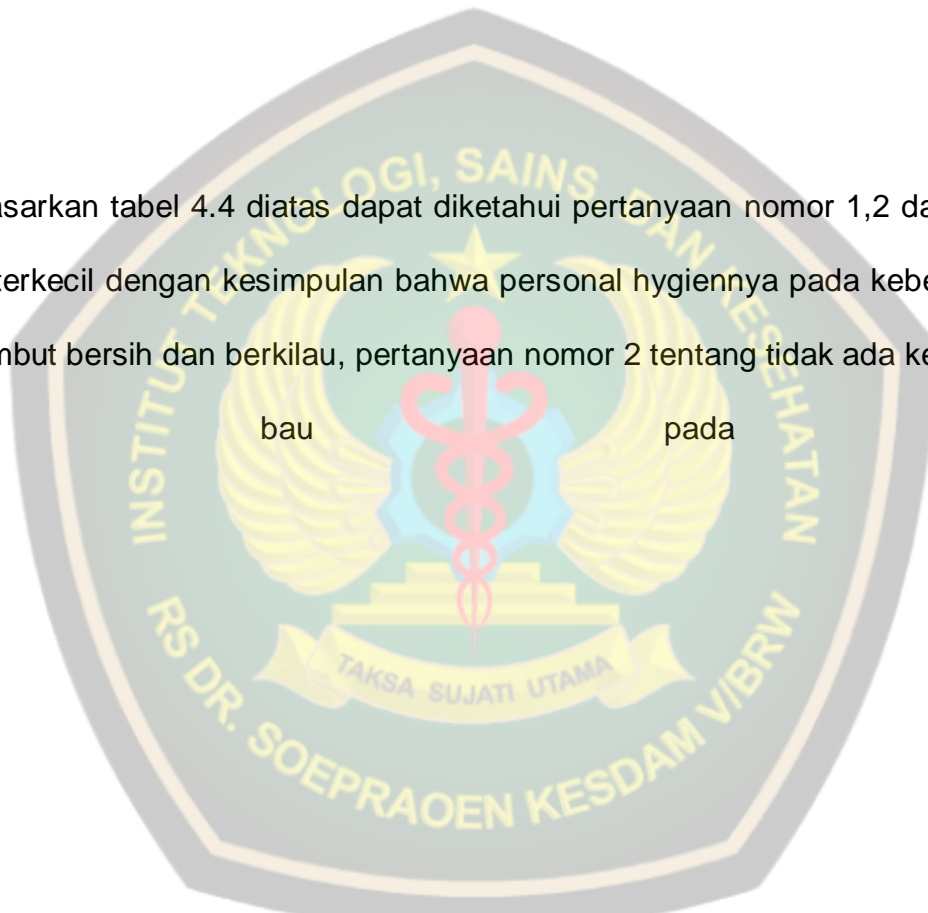 INSTITUT TEKNOLOGI, SAINS DAN KESEHATAN
asarkan tabel 4.4 diatas dapat diketahui pertanyaan nomor 1,2 da
terkecil dengan kesimpulan bahwa personal hygiennya pada kebe
mbut bersih dan berkilau, pertanyaan nomor 2 tentang tidak ada ke
bau pada
TAKSA SUJATI UTAMA
RS DR. SOEPRAOEN KESDAM V/BRW